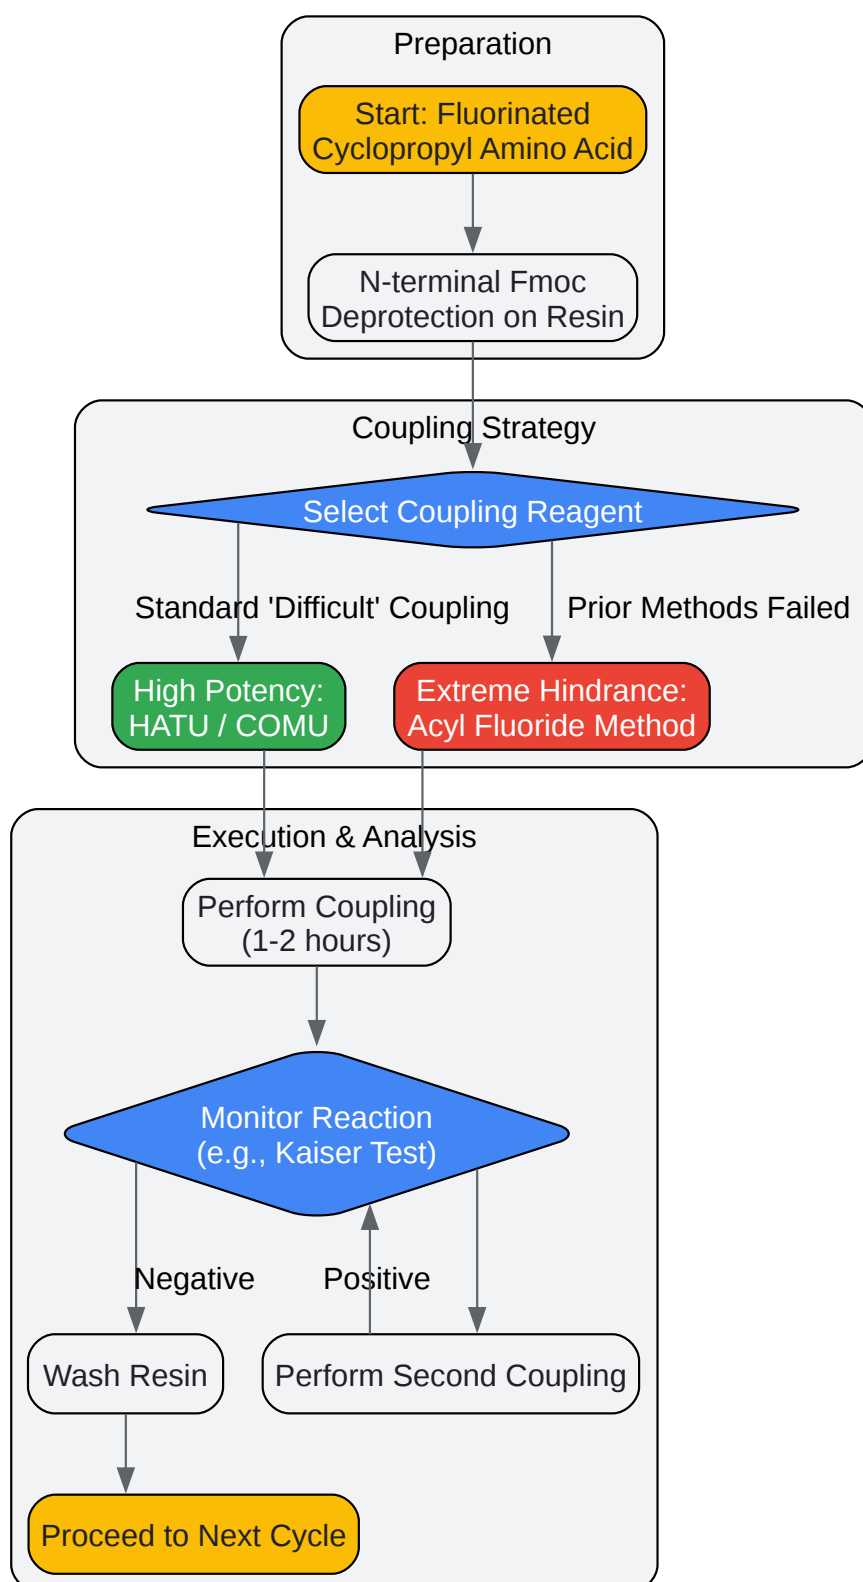 Preparation
Start: Fluorinated
Cyclopropyl Amino Acid
N-terminal Fmoc
Deprotection on Resin
Coupling Strategy
Select Coupling Reagent
Standard 'Difficult' Coupling
Prior Methods Failed
High Potency:
HATU / COMU
Extreme Hindrance:
Acyl Fluoride Method
Execution & Analysis
Perform Coupling
(1-2 hours)
Monitor Reaction
(e.g., Kaiser Test)
Negative
Positive
Wash Resin
Perform Second Coupling
Proceed to Next Cycle